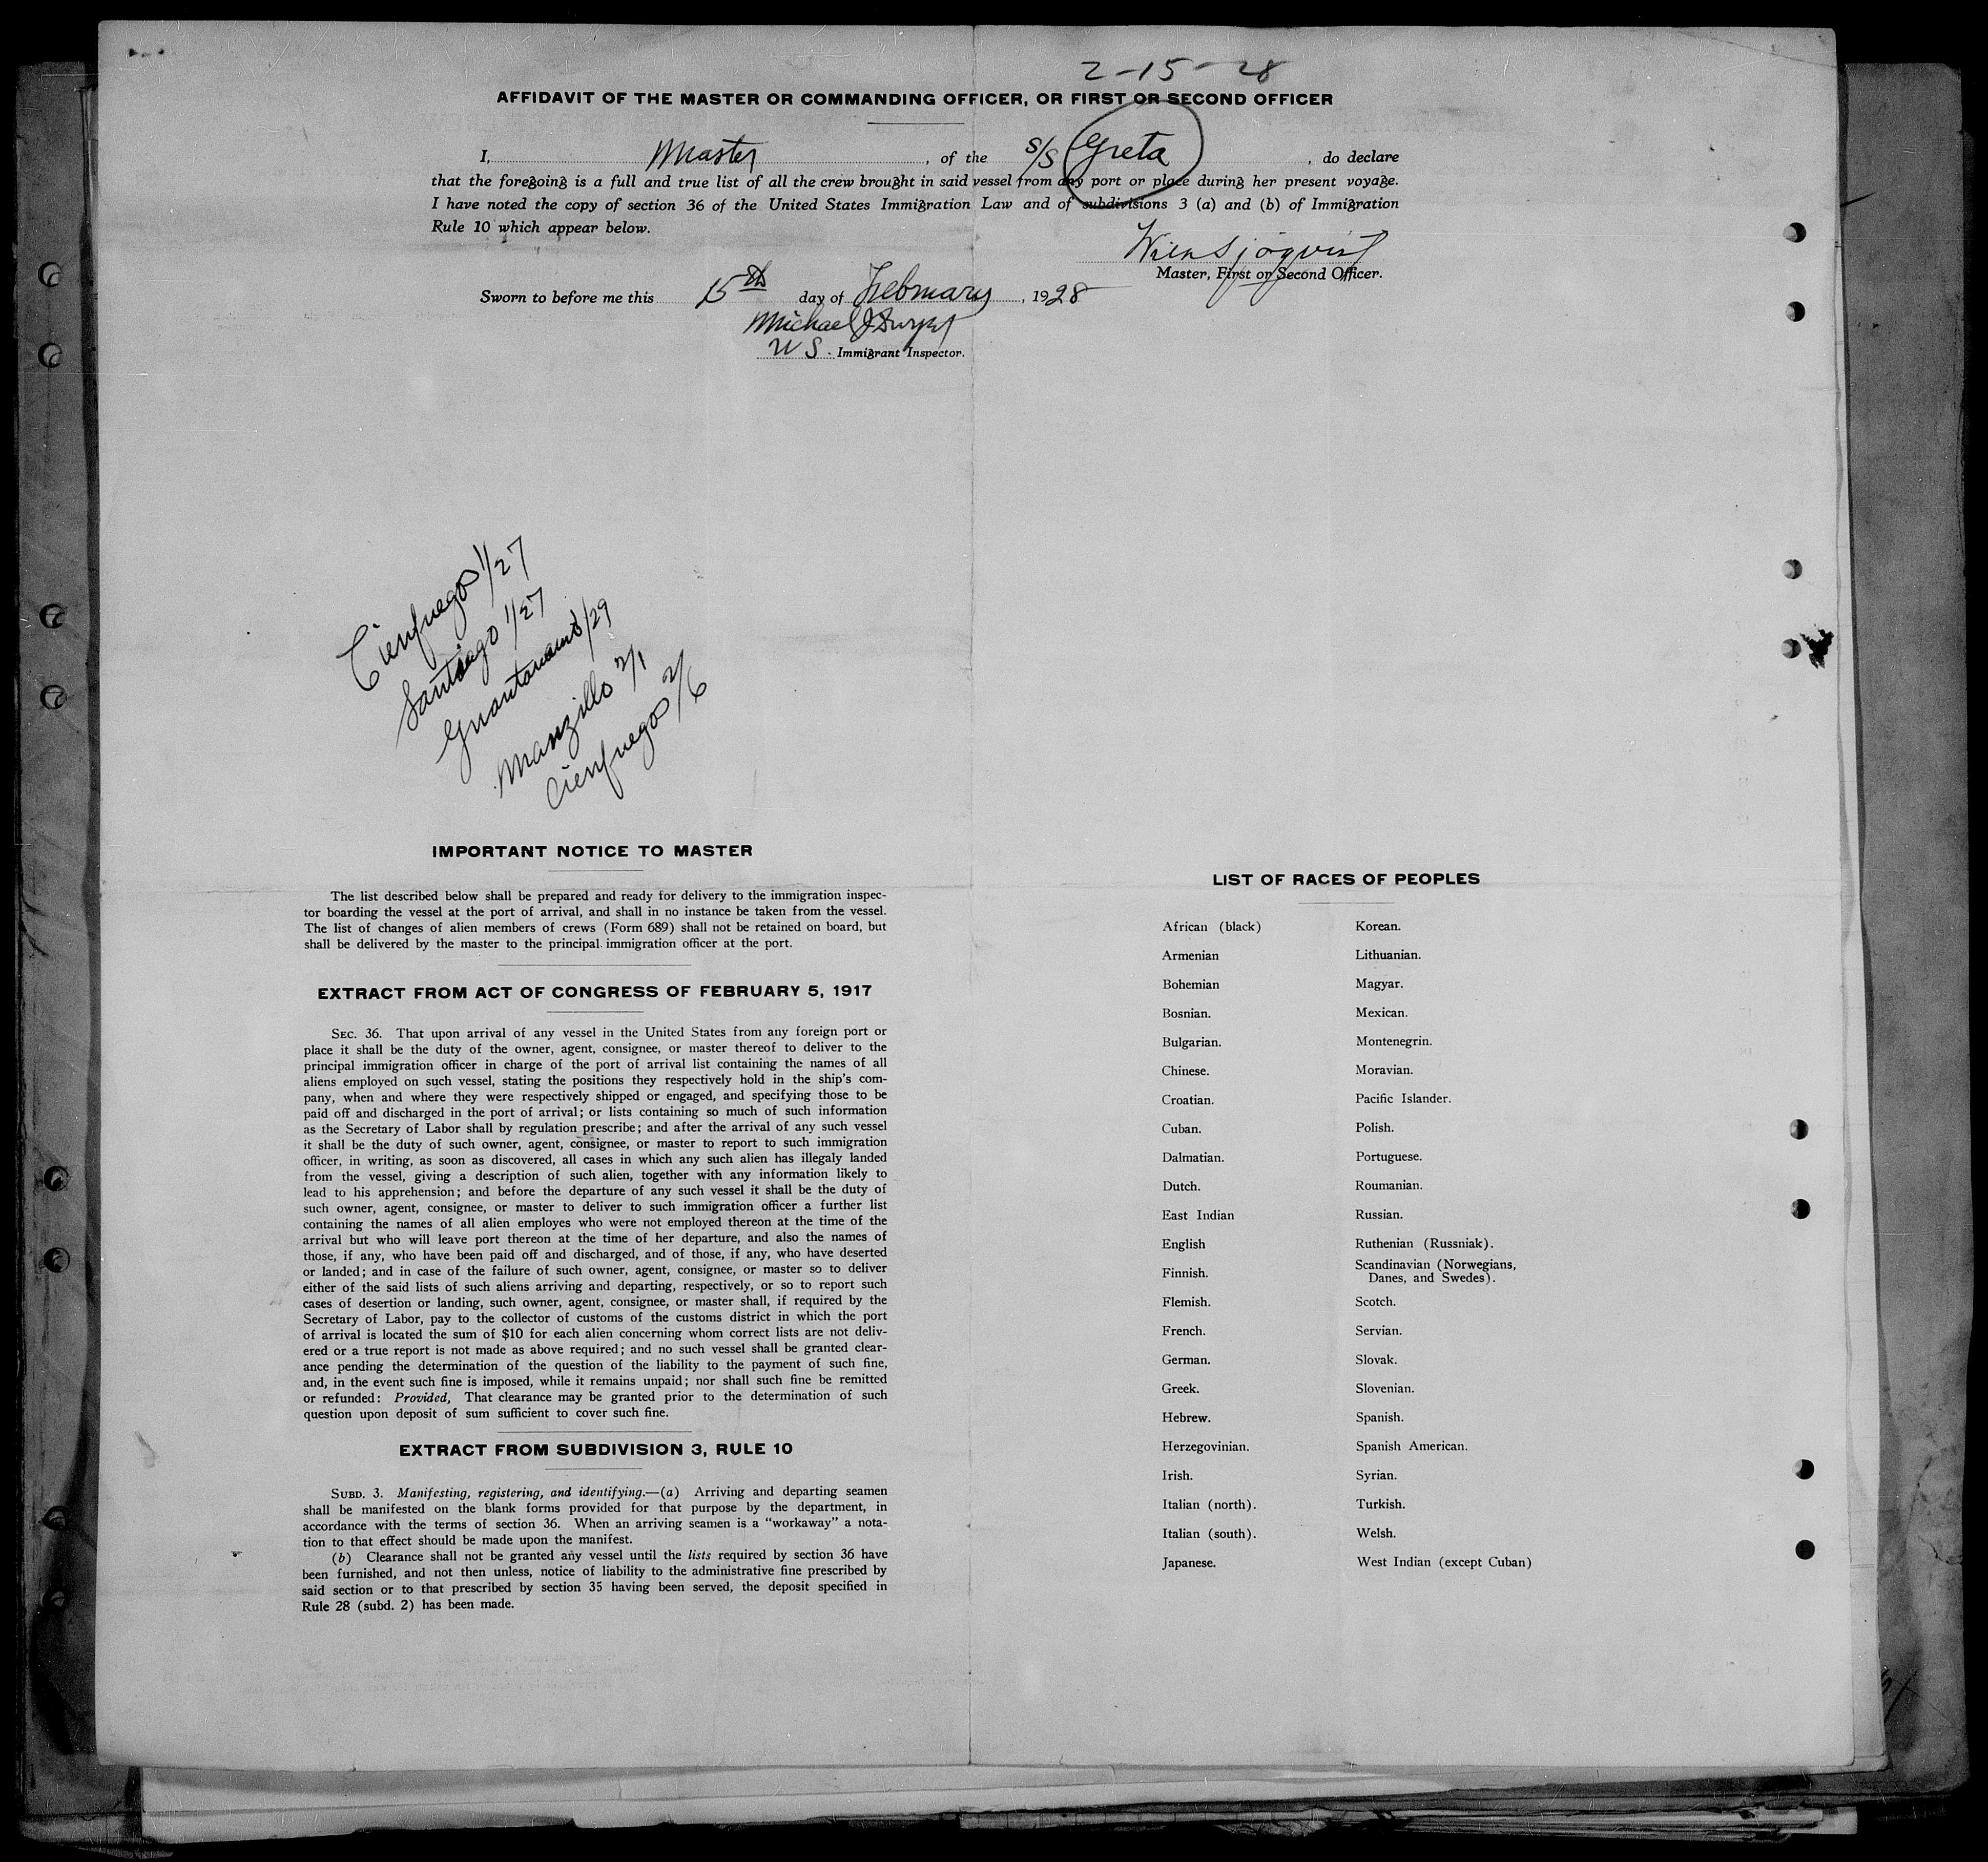 2-15-28
AFFIDAVIT OF THE MASTER OR COMMANDING OFFICER, OR FIRST OR SECOND OFFICER
I, Master, of the S/S Greta, do declare
that the foregoing is a full and true list of all the crew brought in said vessel from any port or place during her present voyage.
I have noted the copy of section 36 of the United States Immigration Law and of subdivisions 3 (a) and (b) of Immigration
Rule 10 which appear below.
Sjöqvist
Master, First or Second Officer.
Sworn to before me this 15th day of February, 1928
Michael J
U S. Immigrant Inspector.
Cienfuegos 1/27
Santiago 1/27
Guantanamo 1/29
Manzillo 2/1
Cienfuegos 2/6
IMPORTANT NOTICE TO MASTER
The list described below shall be prepared and ready for delivery to the immigration inspec-
tor boarding the vessel at the port of arrival, and shall in no instance be taken from the vessel.
The list of changes of alien members of crews (Form 689) shall not be retained on board, but
shall be delivered by the master to the principal immigration officer at the port.
EXTRACT FROM ACT OF CONGRESS OF FEBRUARY 5, 1917
SEC. 36. That upon arrival of any vessel in the United States from any foreign port or
place it shall be the duty of the owner, agent, consignee, or master thereof to deliver to the
principal immigration officer in charge of the port of arrival list containing the names of all
aliens employed on such vessel, stating the positions they respectively hold in the ship's com-
pany, when and where they were respectively shipped or engaged, and specifying those to be
paid off and discharged in the port of arrival; or lists containing so much of such information
as the Secretary of Labor shall by regulation prescribe; and after the arrival of any such vessel
it shall be the duty of such owner, agent, consignee, or master to report to such immigration
officer, in writing, as soon as discovered, all cases in which any such alien has illegaly landed
from the vessel, giving a description of such alien, together with any information likely to
lead to his apprehension; and before the departure of any such vessel it shall be the duty of
such owner, agent, consignee, or master to deliver to such immigration officer a further list
containing the names of all alien employes who were not employed thereon at the time of the
arrival but who will leave port thereon at the time of her departure, and also the names of
those, if any, who have been paid off and discharged, and of those, if any, who have deserted
or landed; and in case of the failure of such owner, agent, consignee, or master so to deliver
either of the said lists of such aliens arriving and departing, respectively, or so to report such
cases of desertion or landing, such owner, agent, consignee, or master shall, if required by the
Secretary of Labor, pay to the collector of customs of the customs district in which the port
of arrival is located the sum of $10 for each alien concerning whom correct lists are not deliv-
ered or a true report is not made as above required; and no such vessel shall be granted clear-
ance pending the determination of the question of the liability to the payment of such fine,
and, in the event such fine is imposed, while it remains unpaid; nor shall such fine be remitted
or refunded: Provided, That clearance may be granted prior to the determination of such
question upon deposit of sum sufficient to cover such fine.
EXTRACT FROM SUBDIVISION 3, RULE 10
SUBD. 3. Manifesting, registering, and identifying.—(a) Arriving and departing seamen
shall be manifested on the blank forms provided for that purpose by the department, in
accordance with the terms of section 36. When an arriving seamen is a "workaway" a nota-
tion to that effect should be made upon the manifest.
(b) Clearance shall not be granted any vessel until the lists required by section 36 have
been furnished, and not then unless, notice of liability to the administrative fine prescribed by
said section or to that prescribed by section 35 having been served, the deposit specified in
Rule 28 (subd. 2) has been made.
LIST OF RACES OF PEOPLES
African (black) Korean.
Armenian Lithuanian.
Bohemian Magyar.
Bosnian. Mexican.
Bulgarian. Montenegrin.
Chinese. Moravian.
Croatian. Pacific Islander.
Cuban. Polish.
Dalmatian. Portuguese.
Dutch. Roumanian.
East Indian Russian.
English Ruthenian (Russniak).
Finnish. Scandinavian (Norwegians,
Danes, and Swedes).
Flemish. Scotch.
French. Servian.
German. Slovak.
Greek. Slovenian.
Hebrew. Spanish.
Herzegovinian. Spanish American.
Irish. Syrian.
Italian (north). Turkish.
Italian (south). Welsh.
Japanese. West Indian (except Cuban)